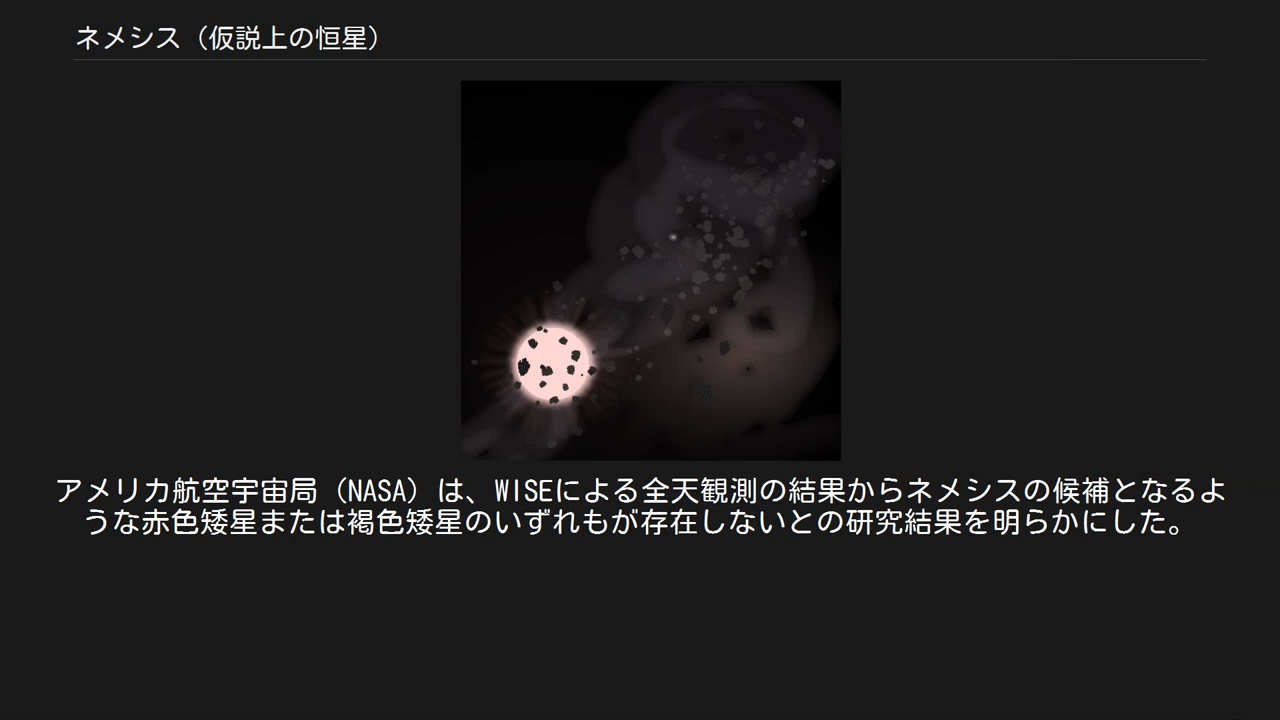 ネメシス（仮説上の恒星）
アメリカ航空宇宙局（NASA）は、WISEによる全天観測の結果からネメシスの候補となるよ
うな赤色矮星または褐色矮星のいずれもが存在しないとの研究結果を明らかにした。